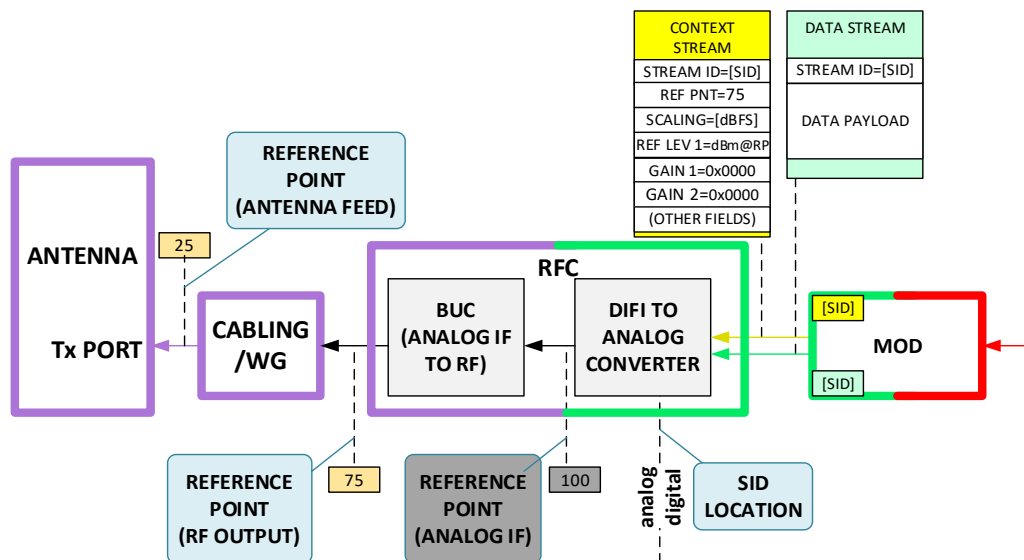 CONTEXT
STREAM
STREAM ID=[SID]
REF PNT=75
SCALING=[dBFS]
REF LEV 1=dBm@RP
GAIN 1=0x0000
GAIN 2=0x0000
(OTHER FIELDS)
DATA STREAM
STREAM ID=[SID]
DATA PAYLOAD
REFERENCE
POINT
(ANTENNA FEED)
25
ANTENNA
Tx PORT
CABLING
/WG
RFC
BUC
(ANALOG IF
TO RF)
DIFI TO
ANALOG
CONVERTER
[SID]
MOD
[SID]
REFERENCE
POINT
(RF OUTPUT)
75
REFERENCE
POINT
(ANALOG IF)
100
analog
digital
SID
LOCATION